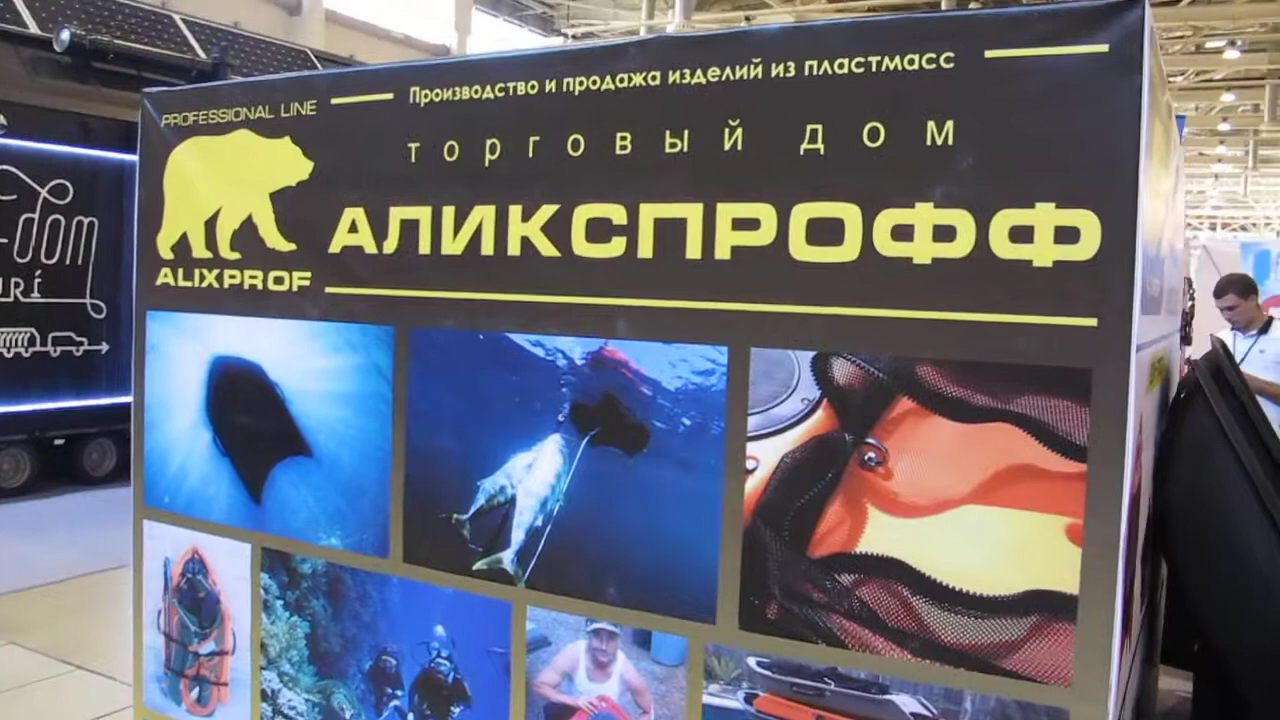 PROFESSIONAL LINE
Производство и продажа изделий из пластмасс
торговый дом
АЛИКСПРОФФ
ALIXPROF